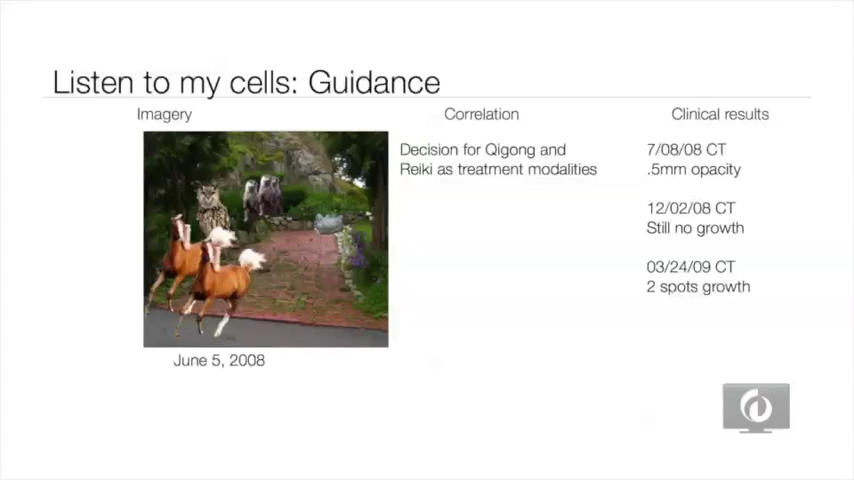 Listen to my cells: Guidance
Imagery
Correlation
Clinical results
Decision for Qigong and
Reiki as treatment modalities
7/08/08 CT
.5mm opacity
12/02/08 CT
Still no growth
03/24/09 CT
2 spots growth
June 5, 2008